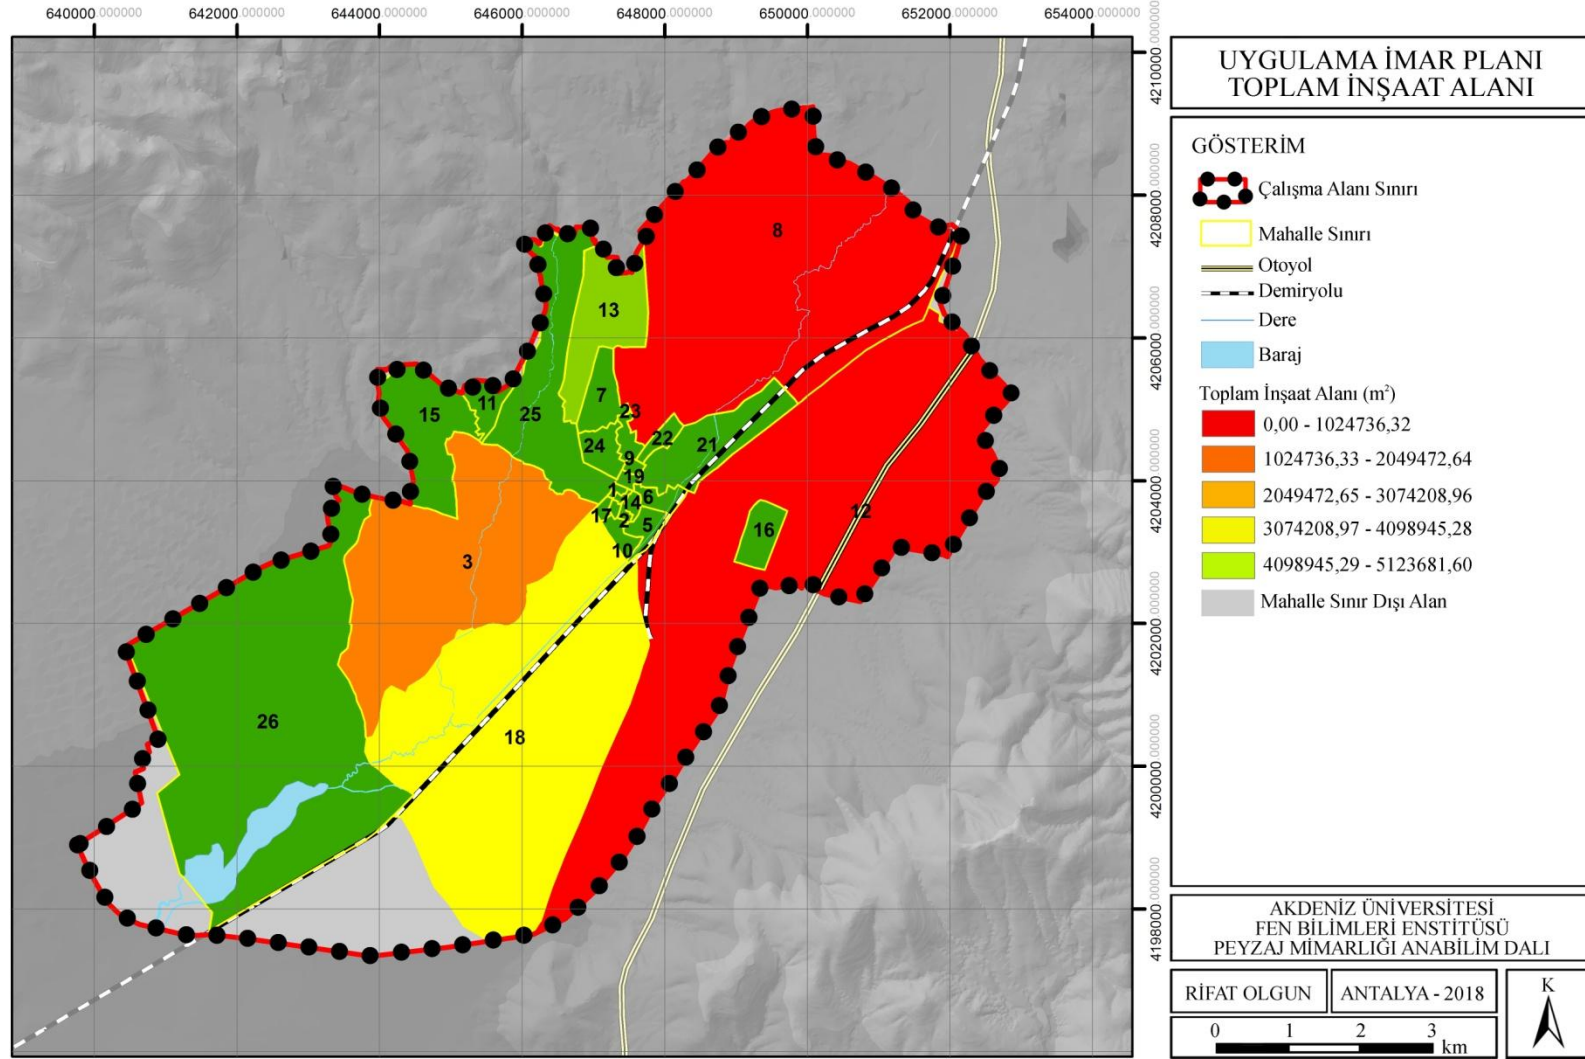 640000.000000 642000.000000 644000.000000 646000.000000 648000.000000 650000.000000 652000.000000 654000.000000
4210000.000000
4208000.000000
4206000.000000
4204000.000000
4202000.000000
4200000.000000
4198000.000000
8
13
7
11
15
25
23
22
24
21
9
19
1
6
14
17
2
5
10
12
16
3
26
18
UYGULAMA İMAR PLANI
TOPLAM İNŞAAT ALANI
GÖSTERİM
Çalışma Alanı Sınırı
Mahalle Sınırı
Otoyol
Demiryolu
Dere
Baraj
Toplam İnşaat Alanı (m²)
0,00 - 1024736,32
1024736,33 - 2049472,64
2049472,65 - 3074208,96
3074208,97 - 4098945,28
4098945,29 - 5123681,60
Mahalle Sınır Dışı Alan
AKDENİZ ÜNİVERSİTESİ
FEN BİLİMLERİ ENSTİTÜSÜ
PEYZAJ MİMARLIĞI ANABİLİM DALI
RİFAT OLGUN
ANTALYA - 2018
K
0 1 2 3
km